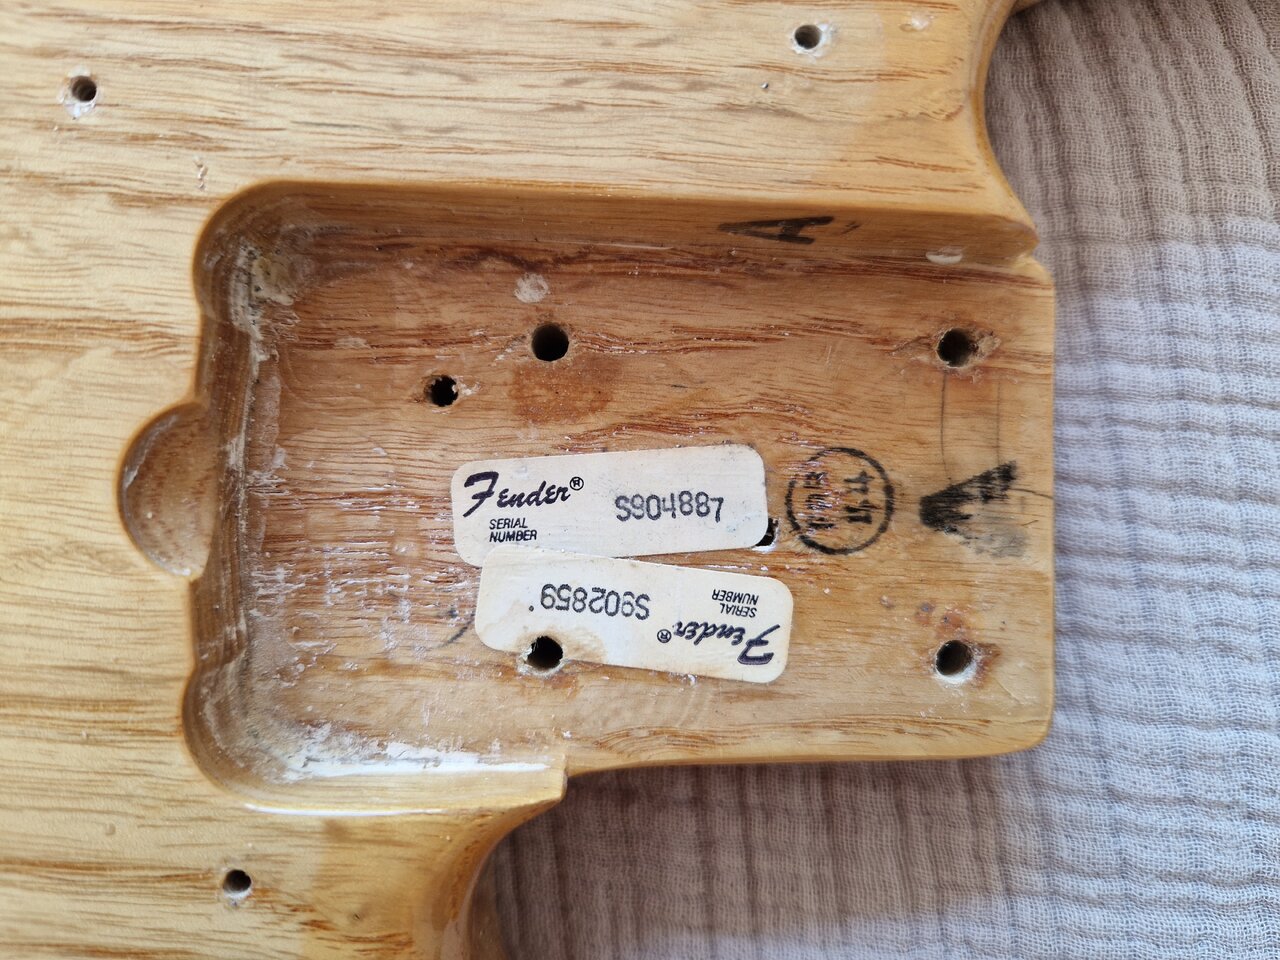 A
Fender®
SERIAL
NUMBER
S904887
S902859
SERIAL
NUMBER
Fender®